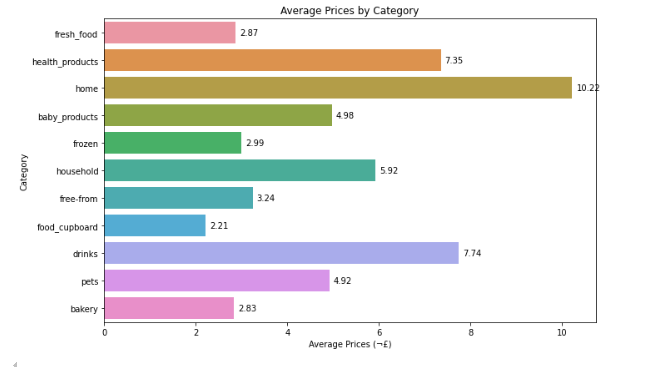 Average Prices by Category
fresh_food 2.87
health_products 7.35
home 10.22
baby_products 4.98
frozen 2.99
household 5.92
free-from 3.24
food_cupboard 2.21
drinks 7.74
pets 4.92
bakery 2.83
Category
0 2 4 6 8 10
Average Prices (¬£)